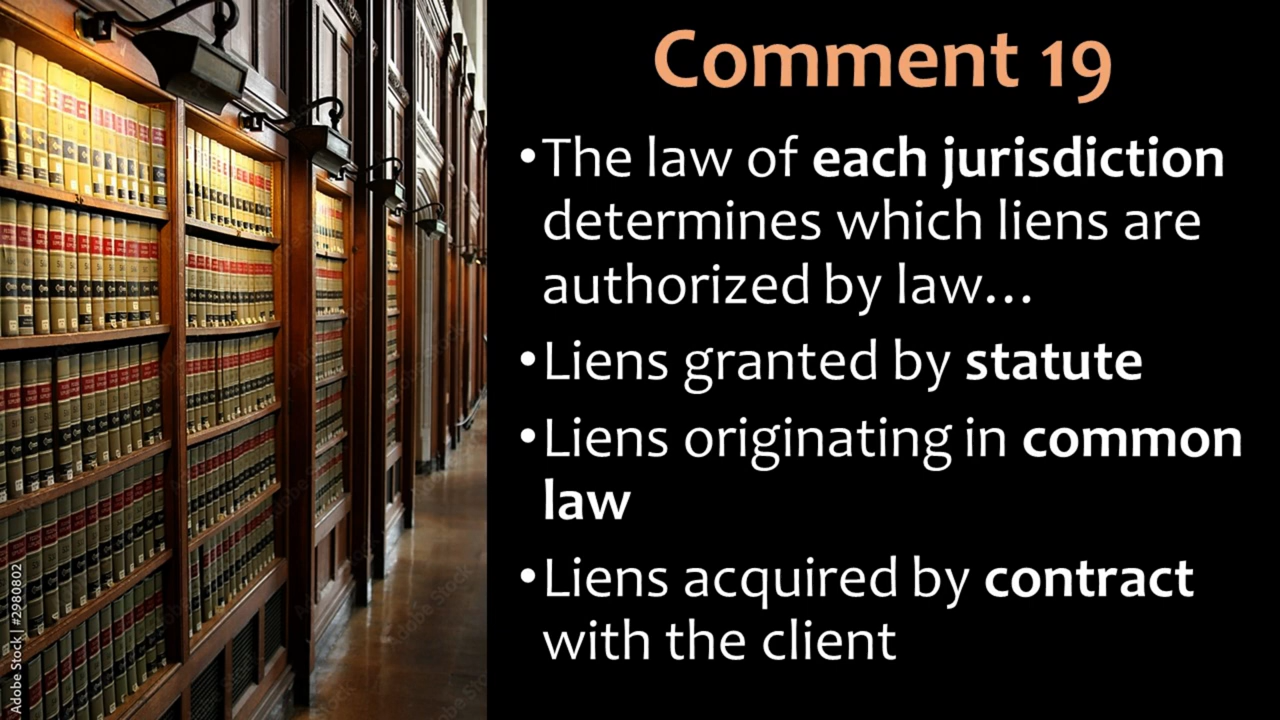 Comment 19
•The law of each jurisdiction
determines which liens are
authorized by law…
•Liens granted by statute
•Liens originating in common
law
•Liens acquired by contract
with the client
Adobe Stock | #2980802